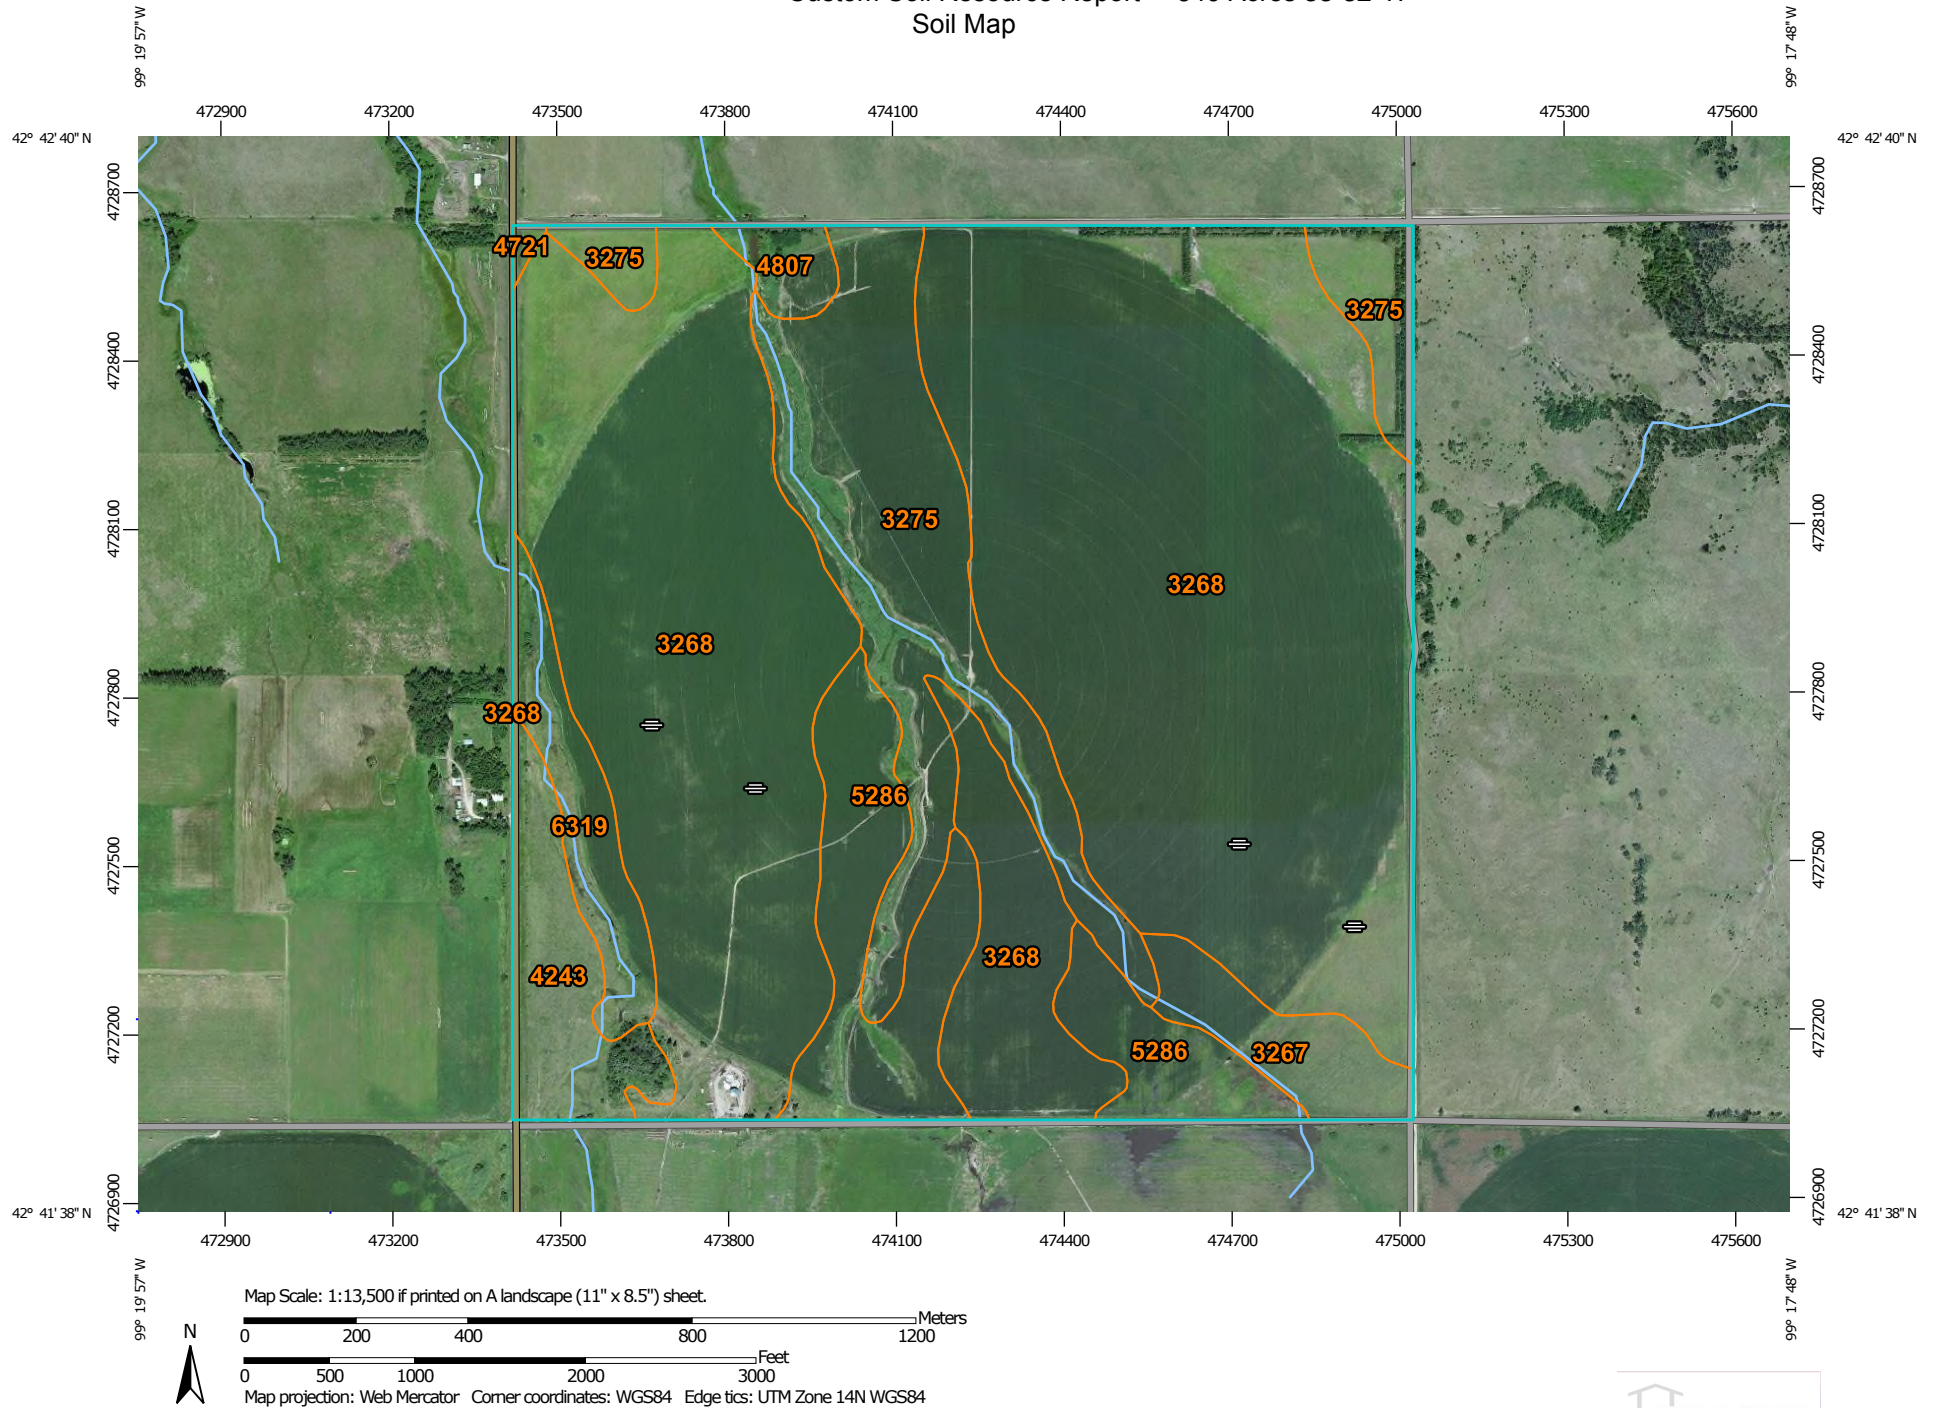 Soil Map
99° 19' 57" W
99° 17' 48" W
472900 473200 473500 473800 474100 474400 474700 475000 475300 475600
42° 42' 40" N
42° 42' 40" N
4728700
4728400
4728100
4727800
4727500
4727200
4726900
4728700
4728400
4728100
4727800
4727500
4727200
4726900
4721
3275
4807
3275
3275
3268
3268
3268
5286
6319
3268
4243
5286
3267
42° 41' 38" N
42° 41' 38" N
472900 473200 473500 473800 474100 474400 474700 475000 475300 475600
99° 19' 57" W
99° 17' 48" W
Map Scale: 1:13,500 if printed on A landscape (11" x 8.5") sheet.
Meters
0 200 400 800 1200
N
Feet
0 500 1000 2000 3000
Map projection: Web Mercator Corner coordinates: WGS84 Edge tics: UTM Zone 14N WGS84